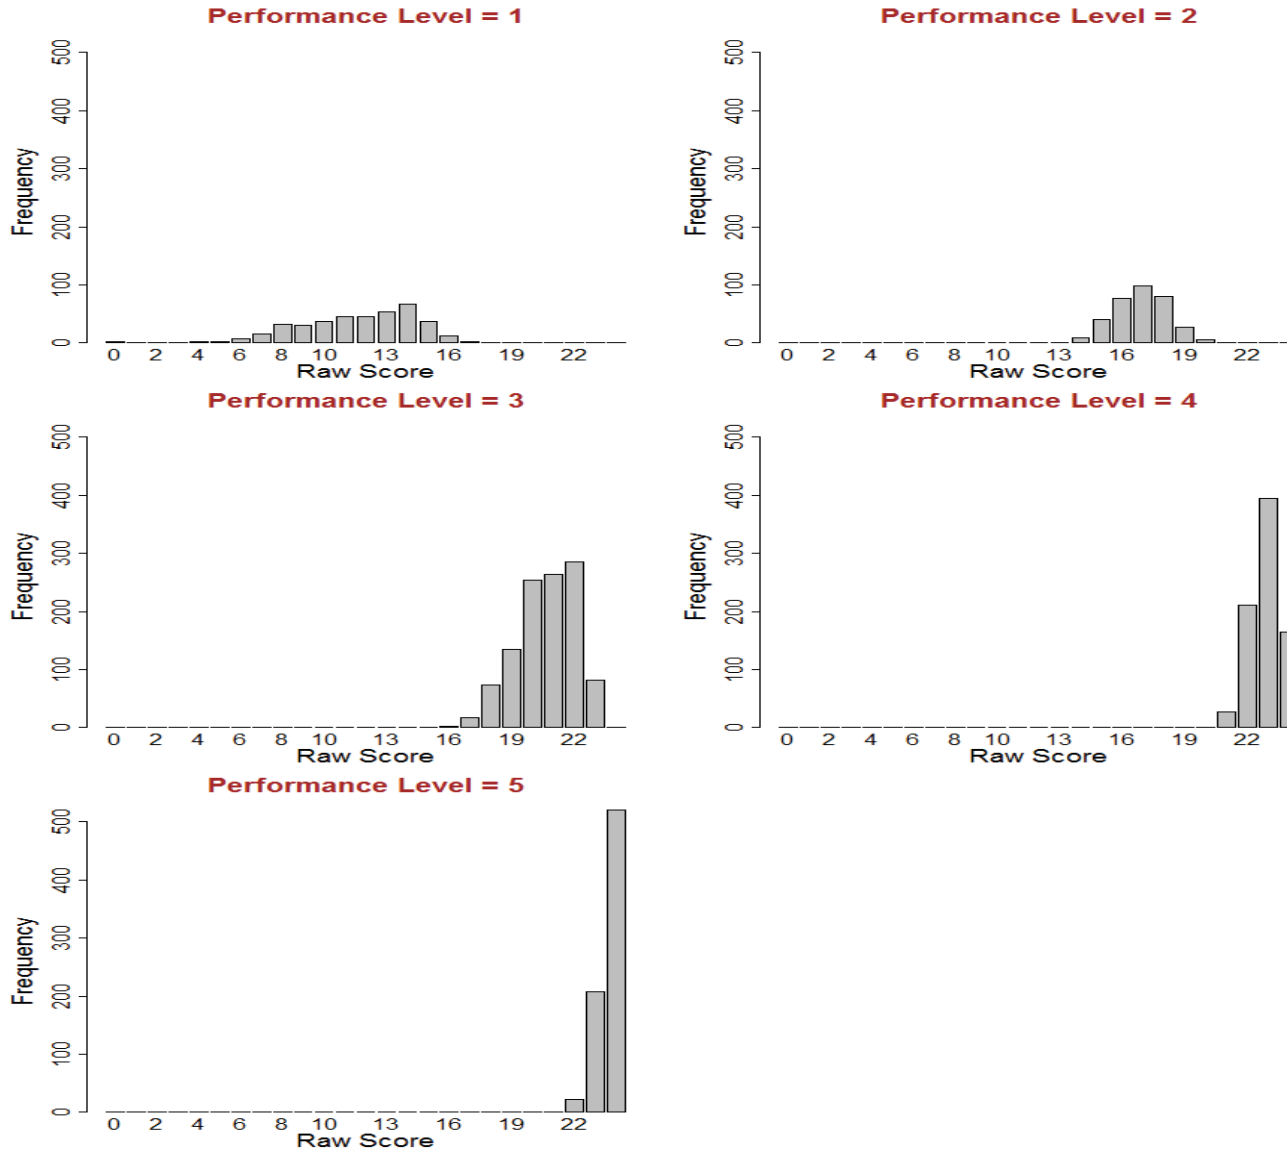 Performance Level = 1
Performance Level = 2
Frequency
0 100 200 300 400 500
0 2 4 6 8 10 13 16 19 22
Raw Score
Frequency
0 100 200 300 400 500
0 2 4 6 8 10 13 16 19 22
Raw Score
Performance Level = 3
Performance Level = 4
Frequency
0 100 200 300 400 500
0 2 4 6 8 10 13 16 19 22
Raw Score
Frequency
0 100 200 300 400 500
0 2 4 6 8 10 13 16 19 22
Raw Score
Performance Level = 5
Frequency
0 100 200 300 400 500
0 2 4 6 8 10 13 16 19 22
Raw Score